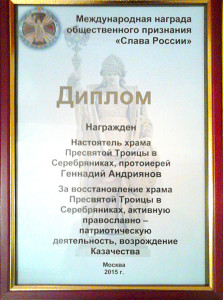 Международная награда
общественного признания
«Слава России»
Диплом
Награжден
Настоятель храма
Пресвятой Троицы в
Серебряниках, протоиерей
Геннадий Андриянов
За восстановление храма
Пресвятой Троицы в
Серебряниках, активную
православно –
патриотическую
деятельность, возрождение
Казачества
Москва
2015 г.